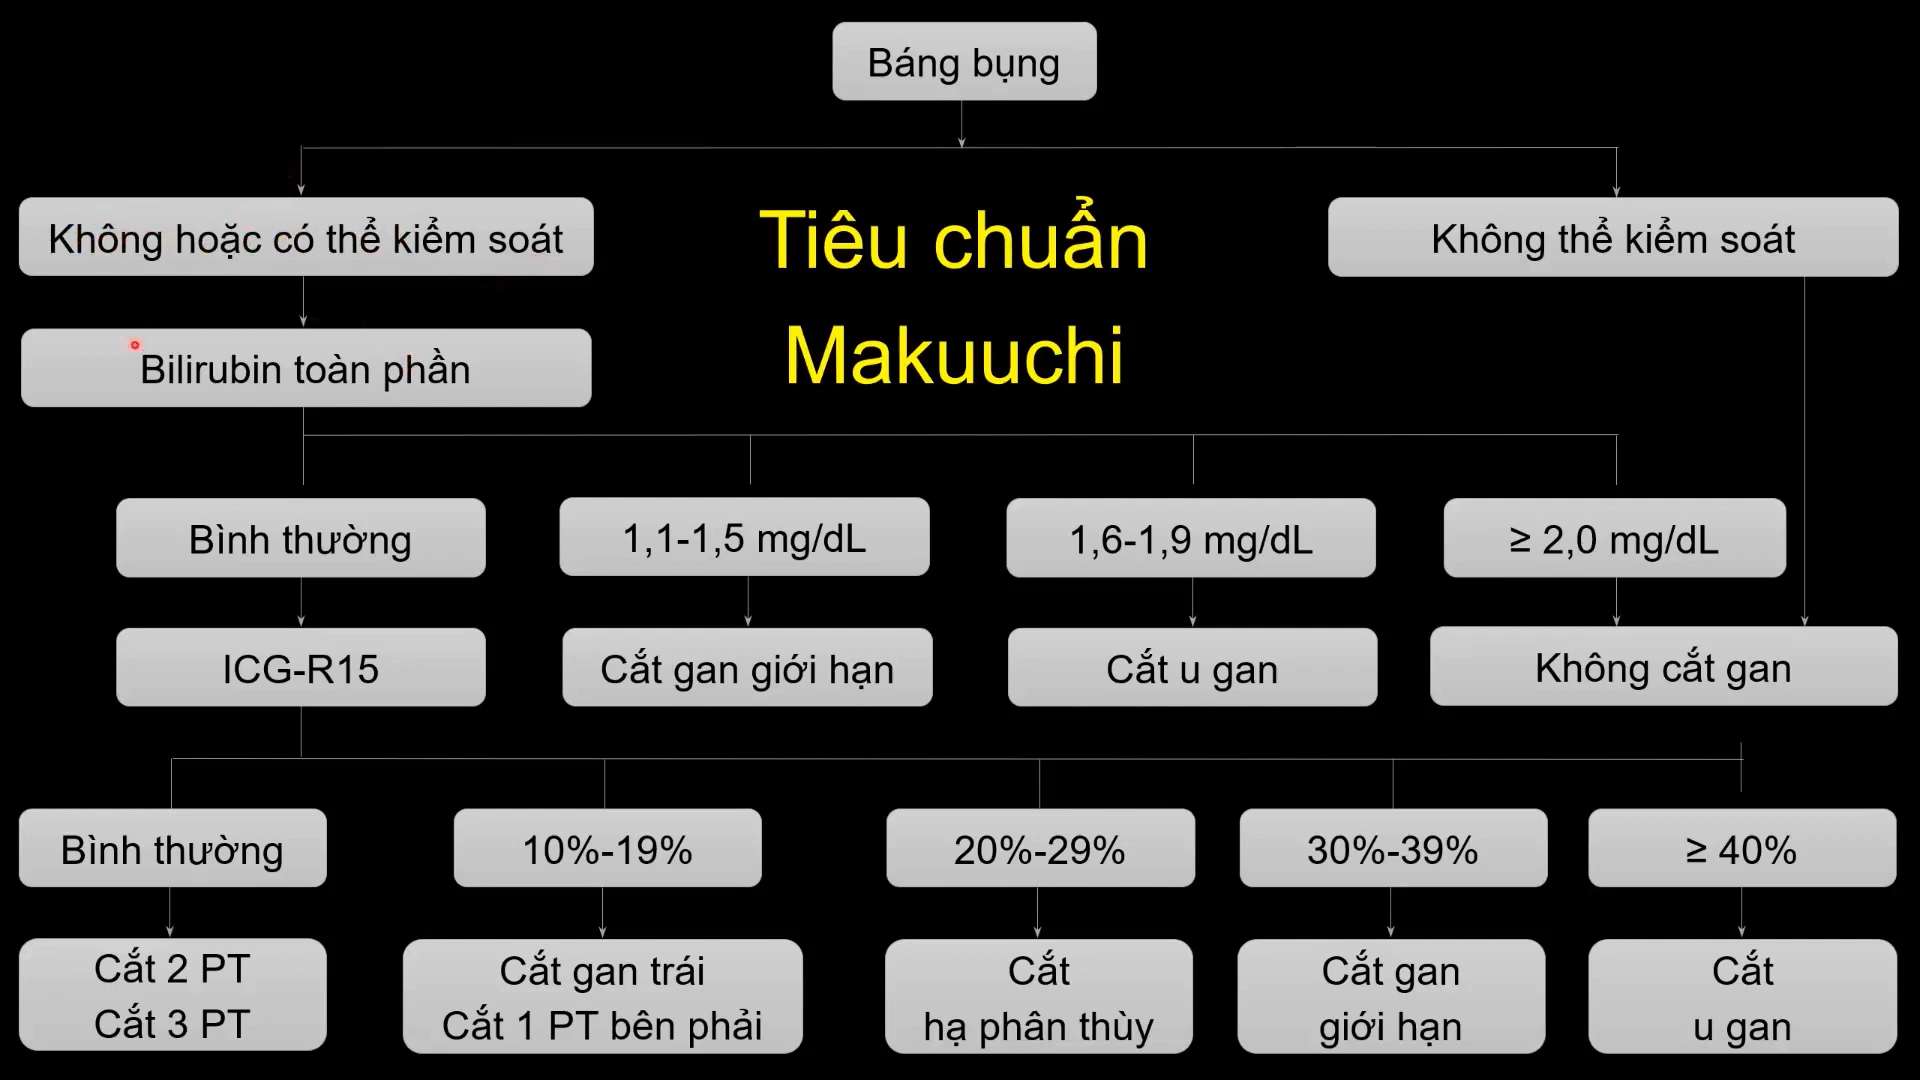 Báng bụng
Không hoặc có thể kiểm soát
Tiêu chuẩn
Makuuchi
Không thể kiểm soát
Bilirubin toàn phần
Bình thường
1,1-1,5 mg/dL
1,6-1,9 mg/dL
≥ 2,0 mg/dL
ICG-R15
Cắt gan giới hạn
Cắt u gan
Không cắt gan
Bình thường
10%-19%
20%-29%
30%-39%
≥ 40%
Cắt 2 PT
Cắt 3 PT
Cắt gan trái
Cắt 1 PT bên phải
Cắt
hạ phân thùy
Cắt gan
giới hạn
Cắt
u gan